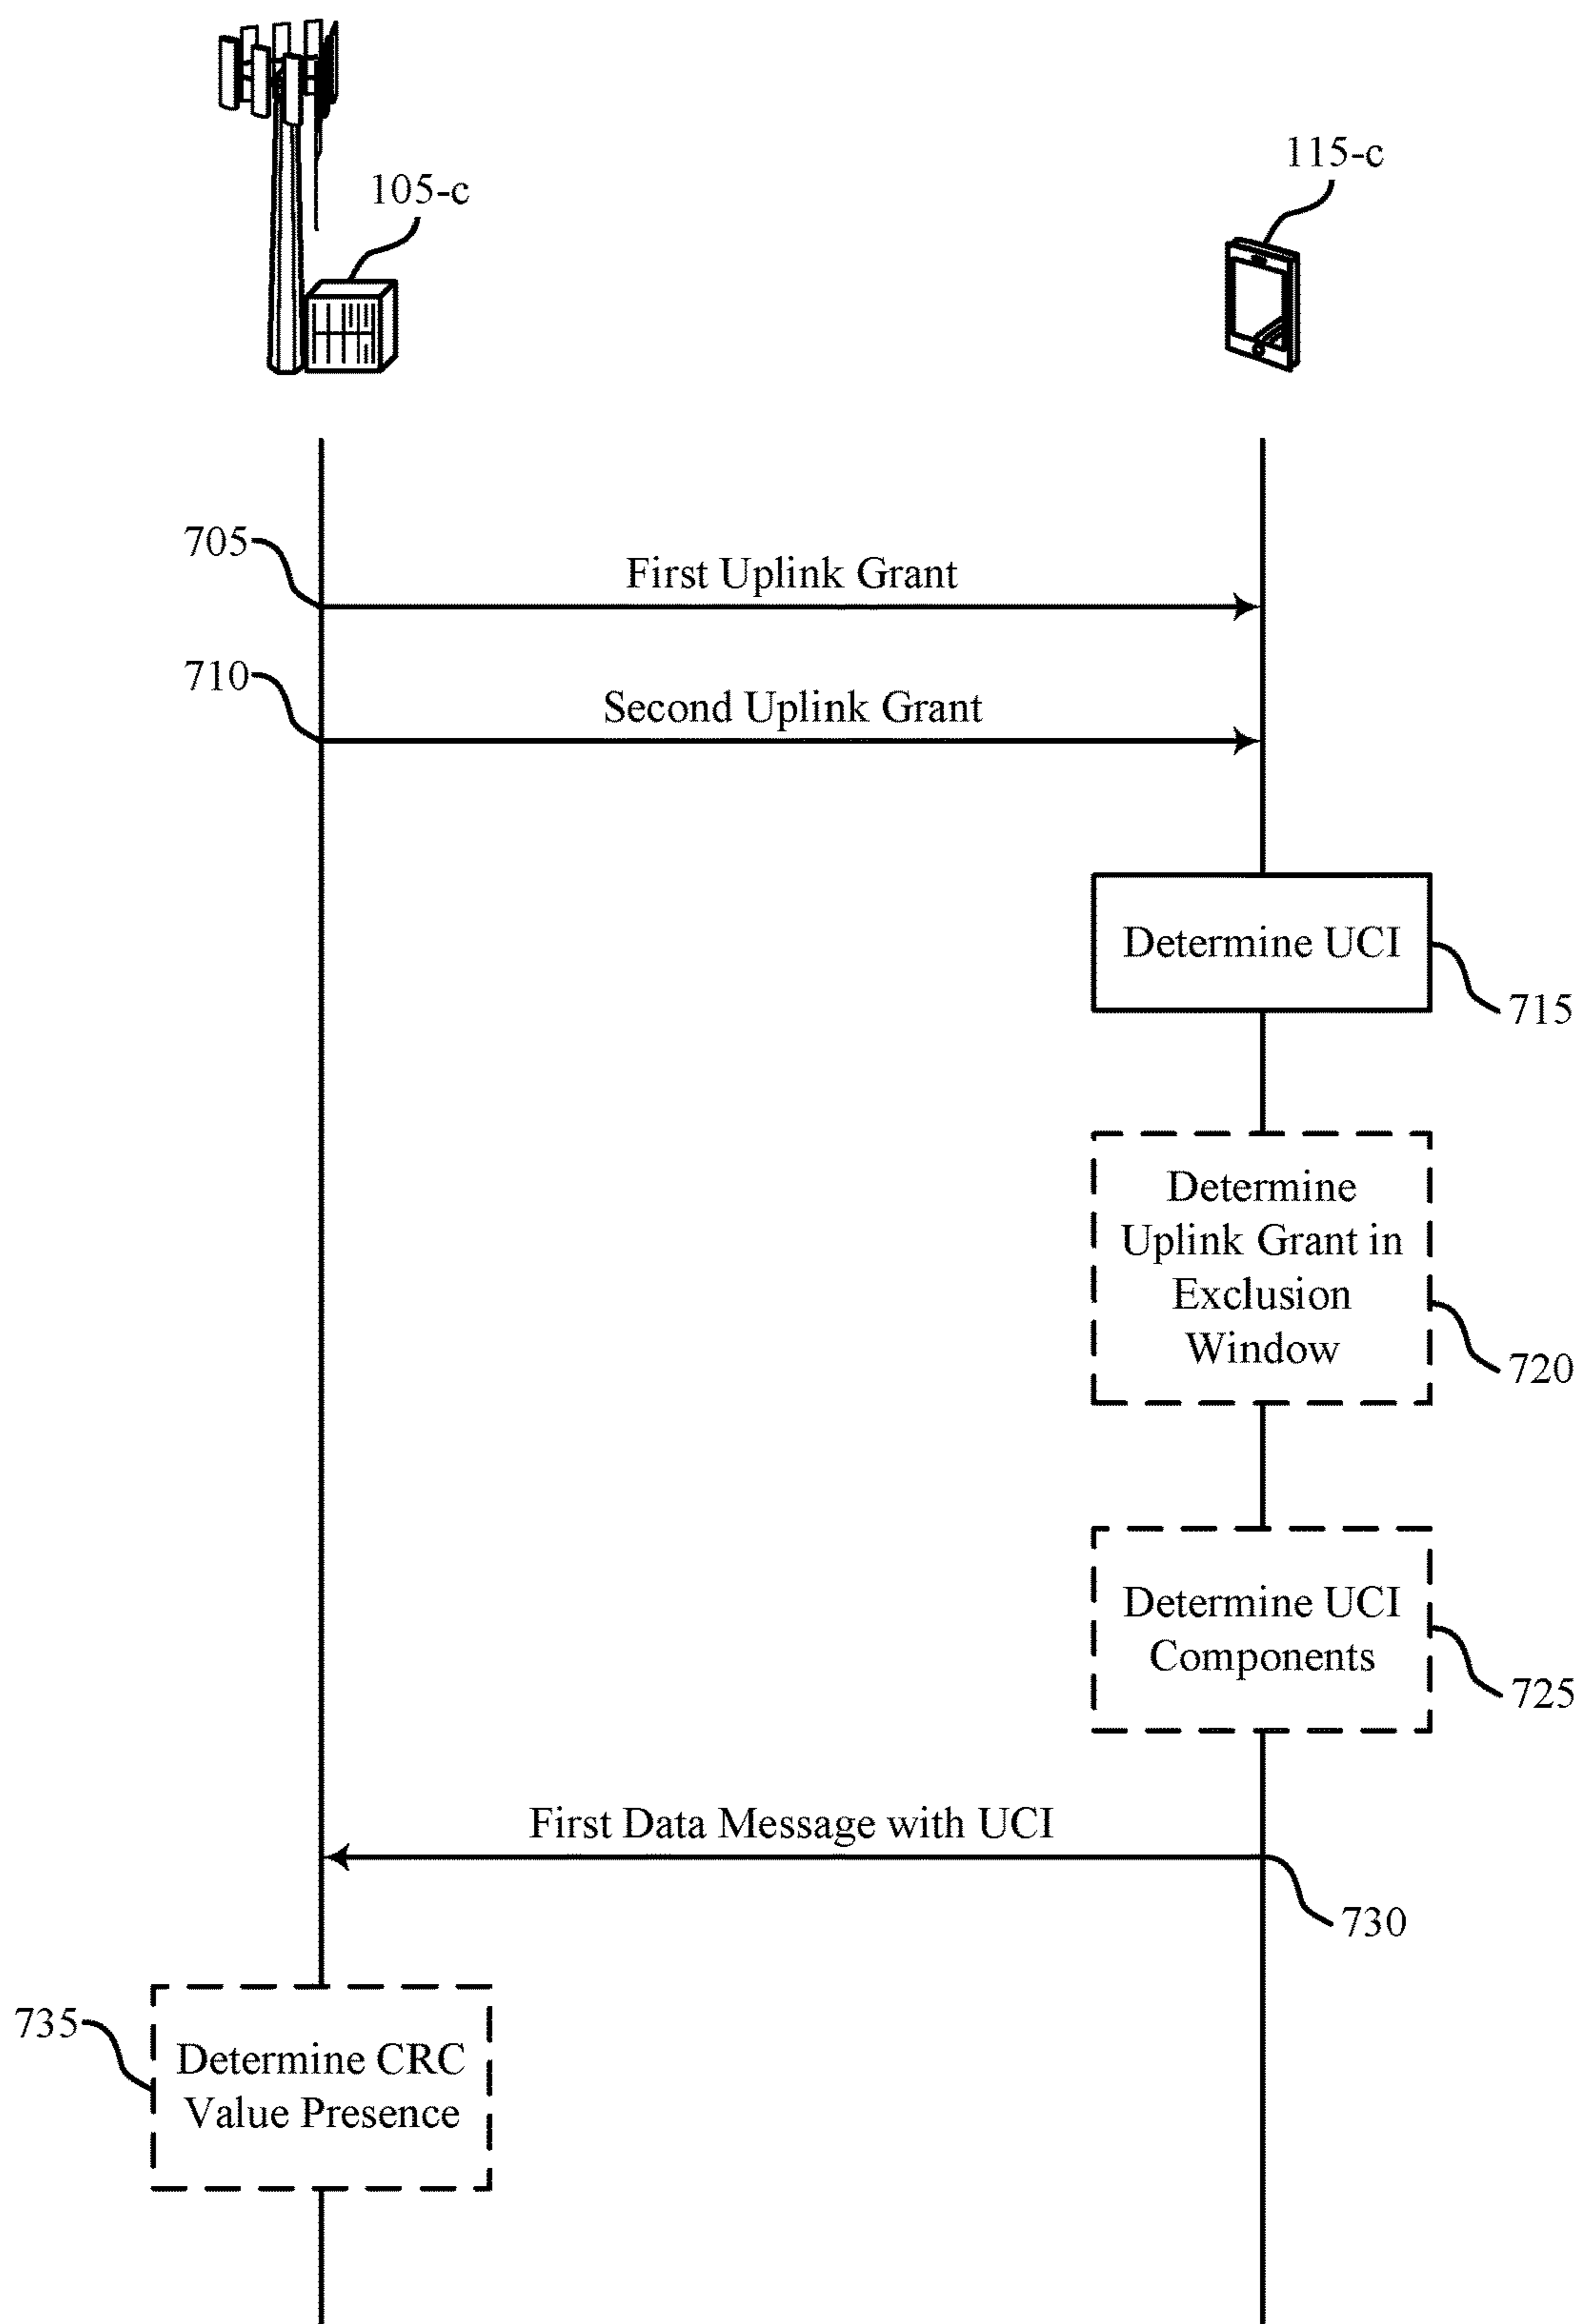 105-c
115-c
705
First Uplink Grant
710
Second Uplink Grant
Determine UCI
715
Determine
Uplink Grant in
Exclusion
Window
720
Determine UCI
Components
725
First Data Message with UCI
730
735
Determine CRC
Value Presence